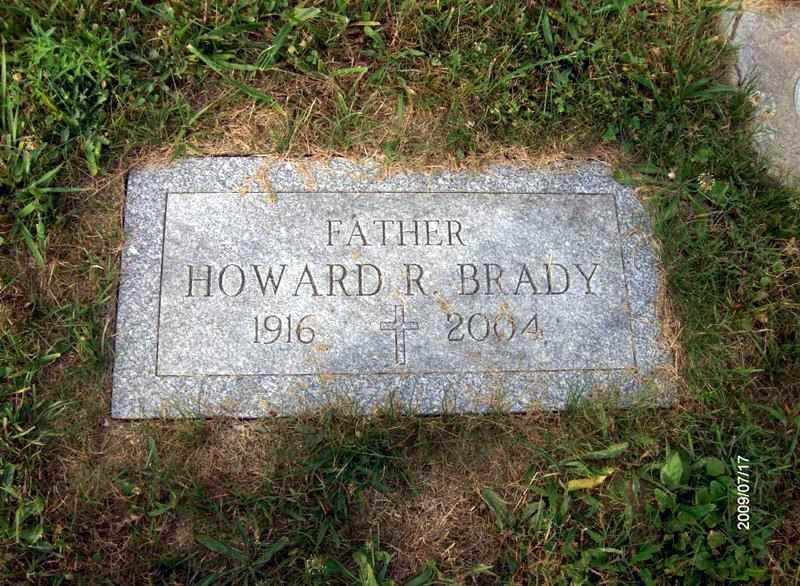 FATHER
HOWARD R. BRADY
1916 2004
2009/07/17